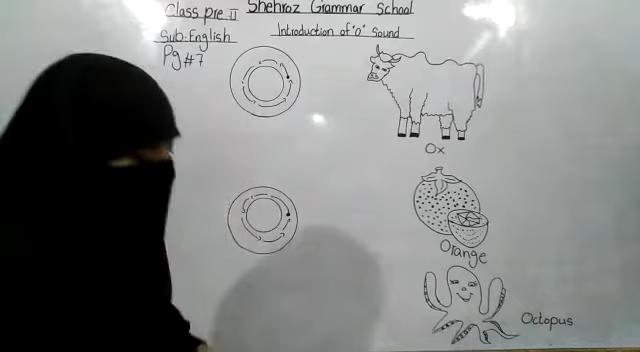 Class pre II Shehroz Grammar School
Sub:English Introduction of "o" sound
Pg #7
Ox
Orange
Octopus